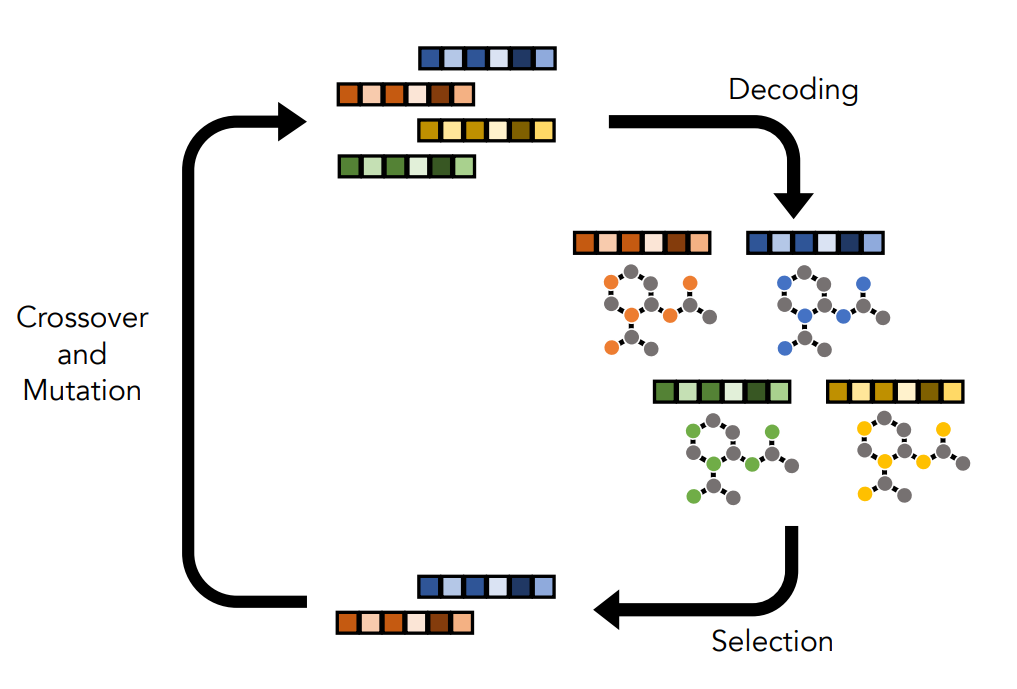 Decoding
Crossover
and
Mutation
Selection